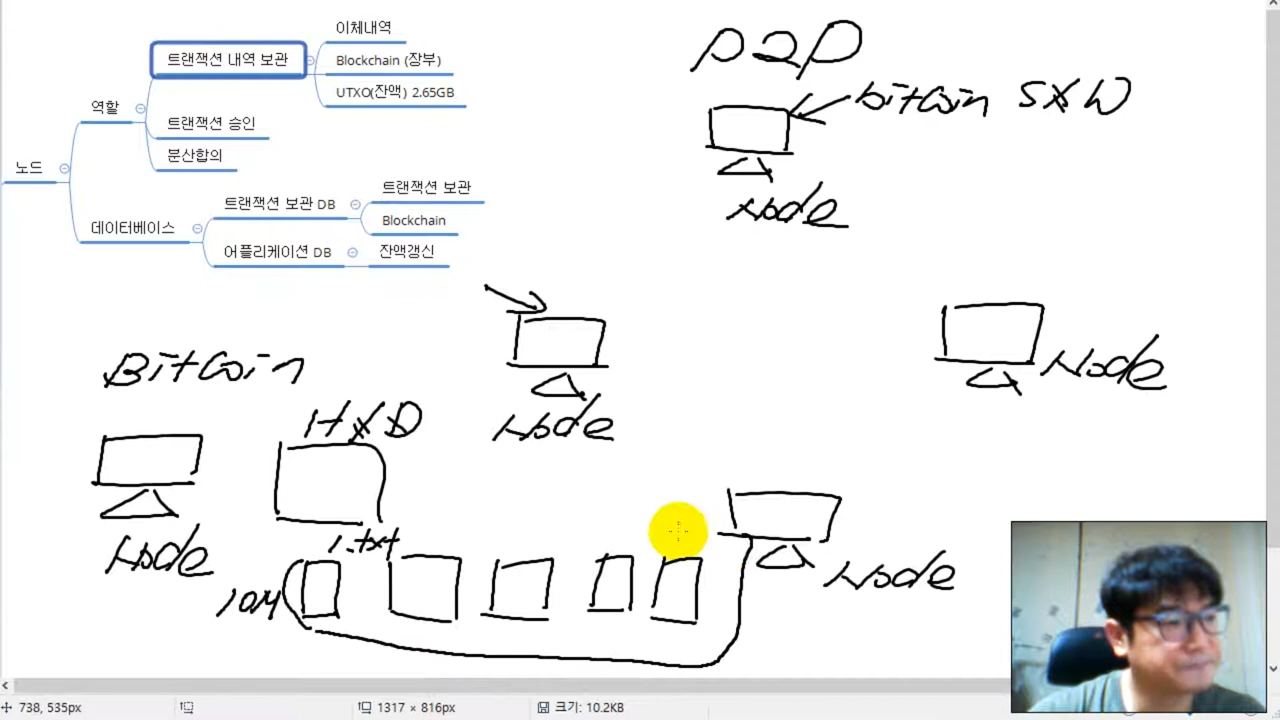 이체내역
트랜잭션 내역 보관
Blockchain (장부)
UTXO(잔액) 2.65GB
역할
트랜잭션 승인
분산합의
노드
트랜잭션 보관
트랜잭션 보관 DB
Blockchain
데이터베이스
어플리케이션 DB
잔액갱신
P2P
bitcoin S/W
Node
Bitcoin
Node
Node
H/D
Node
1.txt
Node
10M
738, 535px
1317 × 816px
크기: 10.2KB